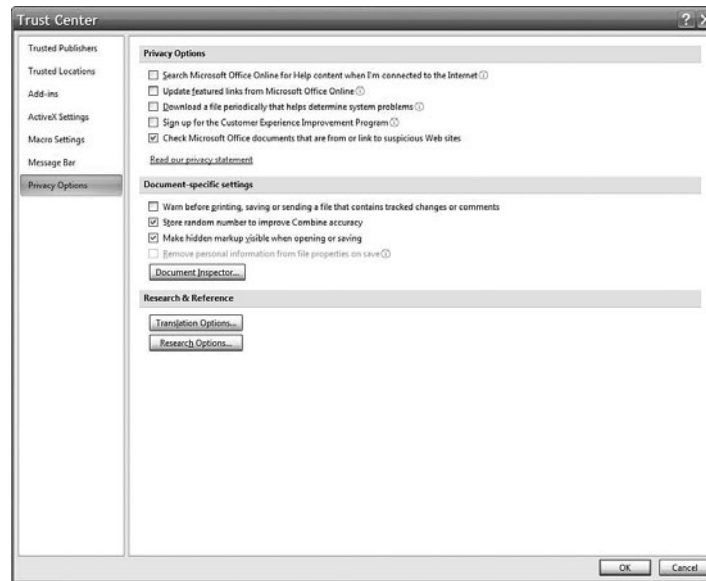 Trust Center
Trusted Publishers
Trusted Locations
Add-ins
ActiveX Settings
Macro Settings
Message Bar
Privacy Options
Privacy Options
Search Microsoft Office Online for Help content when I'm connected to the Internet
Update featured links from Microsoft Office Online
Download a file periodically that helps determine system problems
Sign up for the Customer Experience Improvement Program
Check Microsoft Office documents that are from or link to suspicious Web sites
Read our privacy statement
Document-specific settings
Warn before printing, saving or sending a file that contains tracked changes or comments
Store random number to improve Combine accuracy
Make hidden markup visible when opening or saving
Remove personal information from file properties on save
Document Inspector...
Research & Reference
Translation Options...
Research Options...
OK Cancel